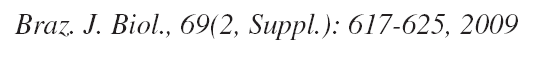 Braz. J. Biol., 69(2, Suppl.): 617-625, 2009